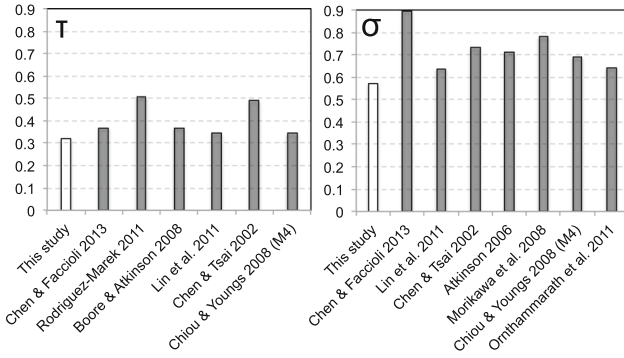 T
0.9
0.8
0.7
0.6
0.5
0.4
0.3
0.2
0.1
0
This study
Chen & Faccioli 2013
Rodriguez-Marek 2011
Boore & Atkinson 2008
Lin et al. 2011
Chen & Tsai 2002
Chiou & Youngs 2008 (M4)
σ
0.9
0.8
0.7
0.6
0.5
0.4
0.3
0.2
0.1
0
This study
Chen & Faccioli 2013
Lin et al. 2011
Chen & Tsai 2002
Atkinson 2006
Morikawa et al. 2008
Chiou & Youngs 2008 (M4)
Ornthammarath et al. 2011